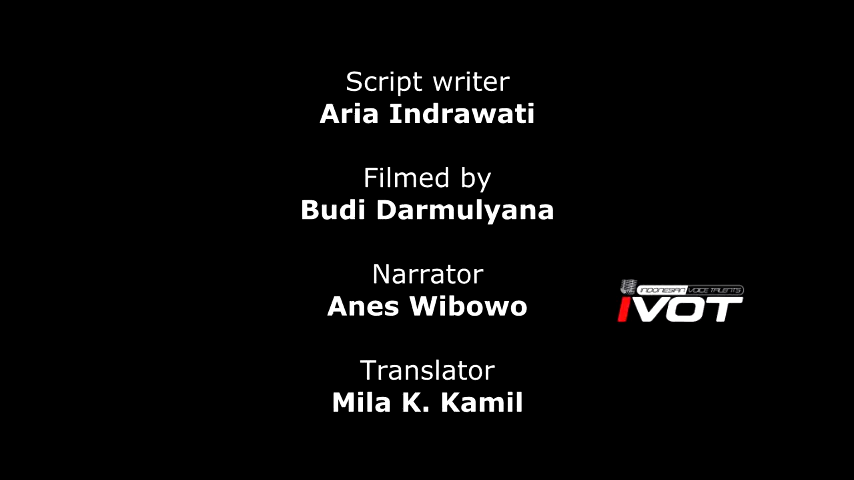 Script writer
Aria Indrawati
Filmed by
Budi Darmulyana
Narrator
Anes Wibowo
INDONESIAN VOICE TALENTS
iVOT
Translator
Mila K. Kamil